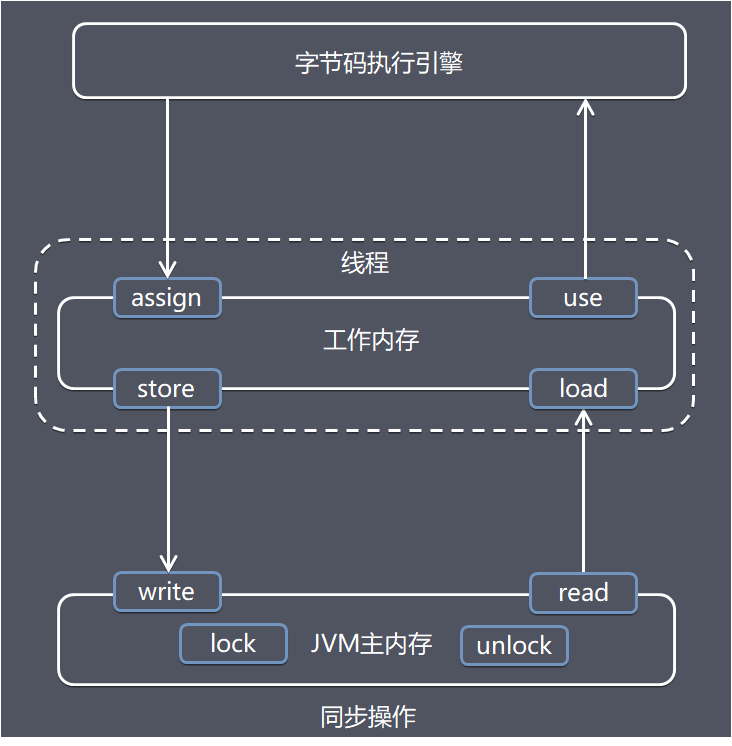 字节码执行引擎
线程
assign
use
工作内存
store
load
write
read
lock
JVM主内存
unlock
同步操作